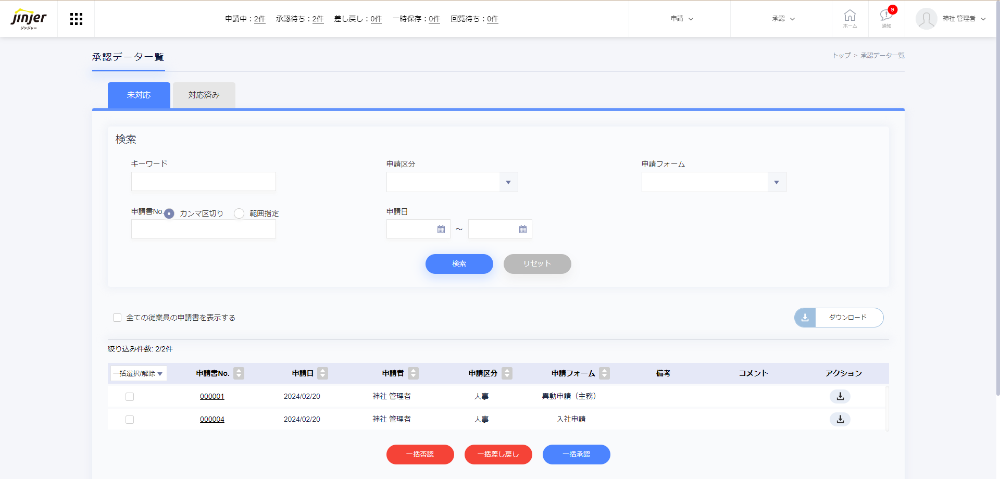 jinjer
ジンジャー
申請中：2件 承認待ち：2件 差し戻し：0件 一時保存：0件 回覧待ち：0件
申請
承認
ホーム
9
通知
神社 管理者
承認データ一覧
トップ > 承認データ一覧
未対応
対応済み
検索
キーワード
申請区分
申請フォーム
申請書No.
カンマ区切り
範囲指定
申請日
～
検索
リセット
全ての従業員の申請書を表示する
ダウンロード
絞り込み件数: 2/2件
一括選択/解除 申請書No. 申請日 申請者 申請区分 申請フォーム 備考 コメント アクション
000001 2024/02/20 神社 管理者 人事 異動申請（主務）
000004 2024/02/20 神社 管理者 人事 入社申請
一括否認
一括差し戻し
一括承認